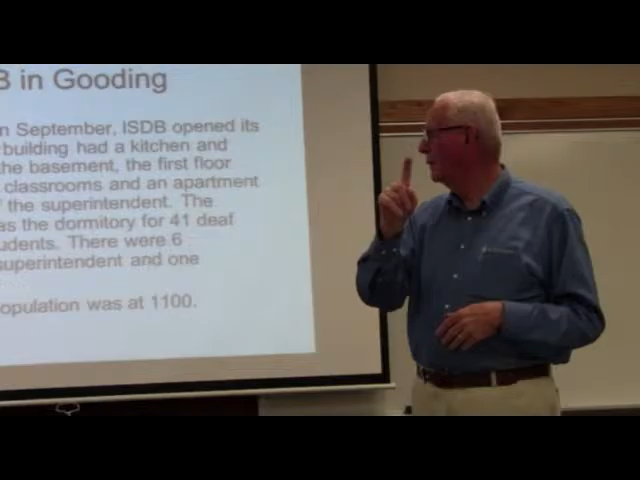 B in Gooding
n September, ISDB opened its
building had a kitchen and
the basement, the first floor
classrooms and an apartment
the superintendent. The
as the dormitory for 41 deaf
udents. There were 6
superintendent and one
opulation was at 1100.